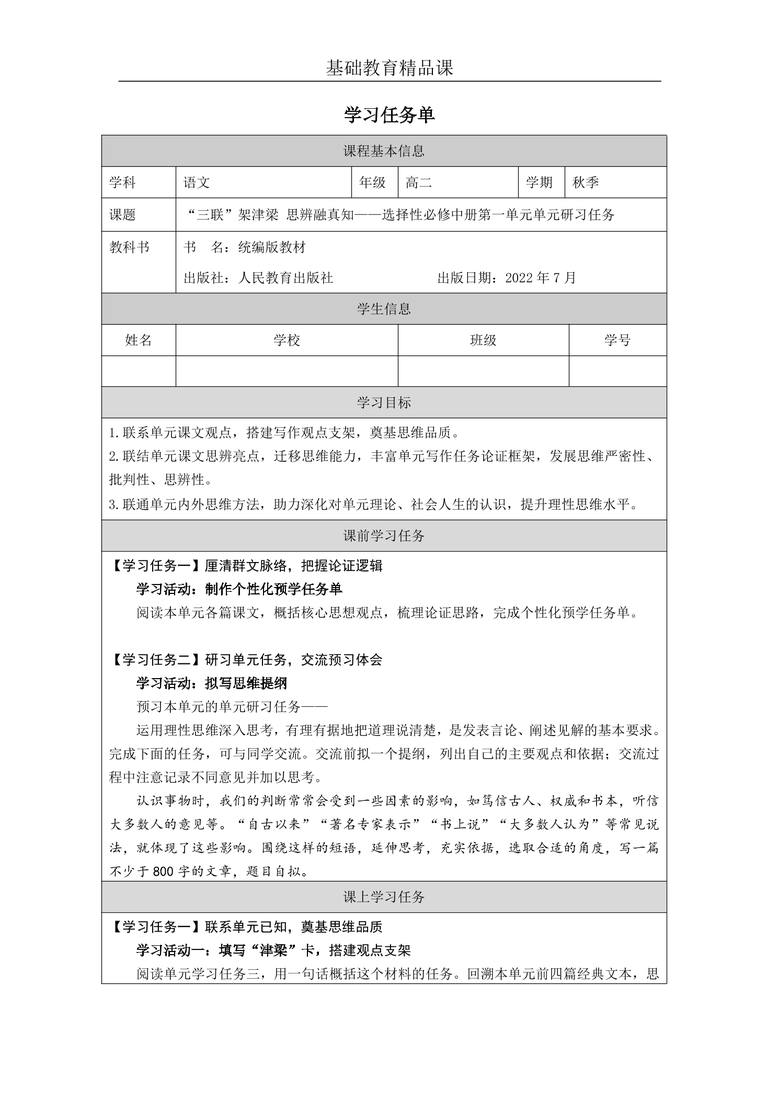 基础教育精品课
学习任务单
课程基本信息
学科 语文 年级 高二 学期 秋季
课题 “三联”架津梁 思辨融真知——选择性必修中册第一单元单元研习任务
教科书 书 名：统编版教材
出版社：人民教育出版社 出版日期：2022 年 7 月
学生信息
姓名 学校 班级 学号
学习目标
1.联系单元课文观点，搭建写作观点支架，奠基思维品质。
2.联结单元课文思辨亮点，迁移思维能力，丰富单元写作任务论证框架，发展思维严密性、
批判性、思辨性。
3.联通单元内外思维方法，助力深化对单元理论、社会人生的认识，提升理性思维水平。
课前学习任务
【学习任务一】厘清群文脉络，把握论证逻辑
学习活动：制作个性化预学任务单
阅读本单元各篇课文，概括核心思想观点，梳理论证思路，完成个性化预学任务单。
【学习任务二】研习单元任务，交流预习体会
学习活动：拟写思维提纲
预习本单元的单元研习任务——
运用理性思维深入思考，有理有据地把道理说清楚，是发表言论、阐述见解的基本要求。
完成下面的任务，可与同学交流。交流前拟一个提纲，列出自己的主要观点和依据；交流过
程中注意记录不同意见并加以思考。
认识事物时，我们的判断常常会受到一些因素的影响，如笃信古人、权威和书本，听信
大多数人的意见等。“自古以来”“著名专家表示”“书上说”“大多数人认为”等常见说
法，就体现了这些影响。围绕这样的短语，延伸思考，充实依据，选取合适的角度，写一篇
不少于 800 字的文章，题目自拟。
课上学习任务
【学习任务一】联系单元已知，奠基思维品质
学习活动一：填写“津梁”卡，搭建观点支架
阅读单元学习任务三，用一句话概括这个材料的任务。回溯本单元前四篇经典文本，思